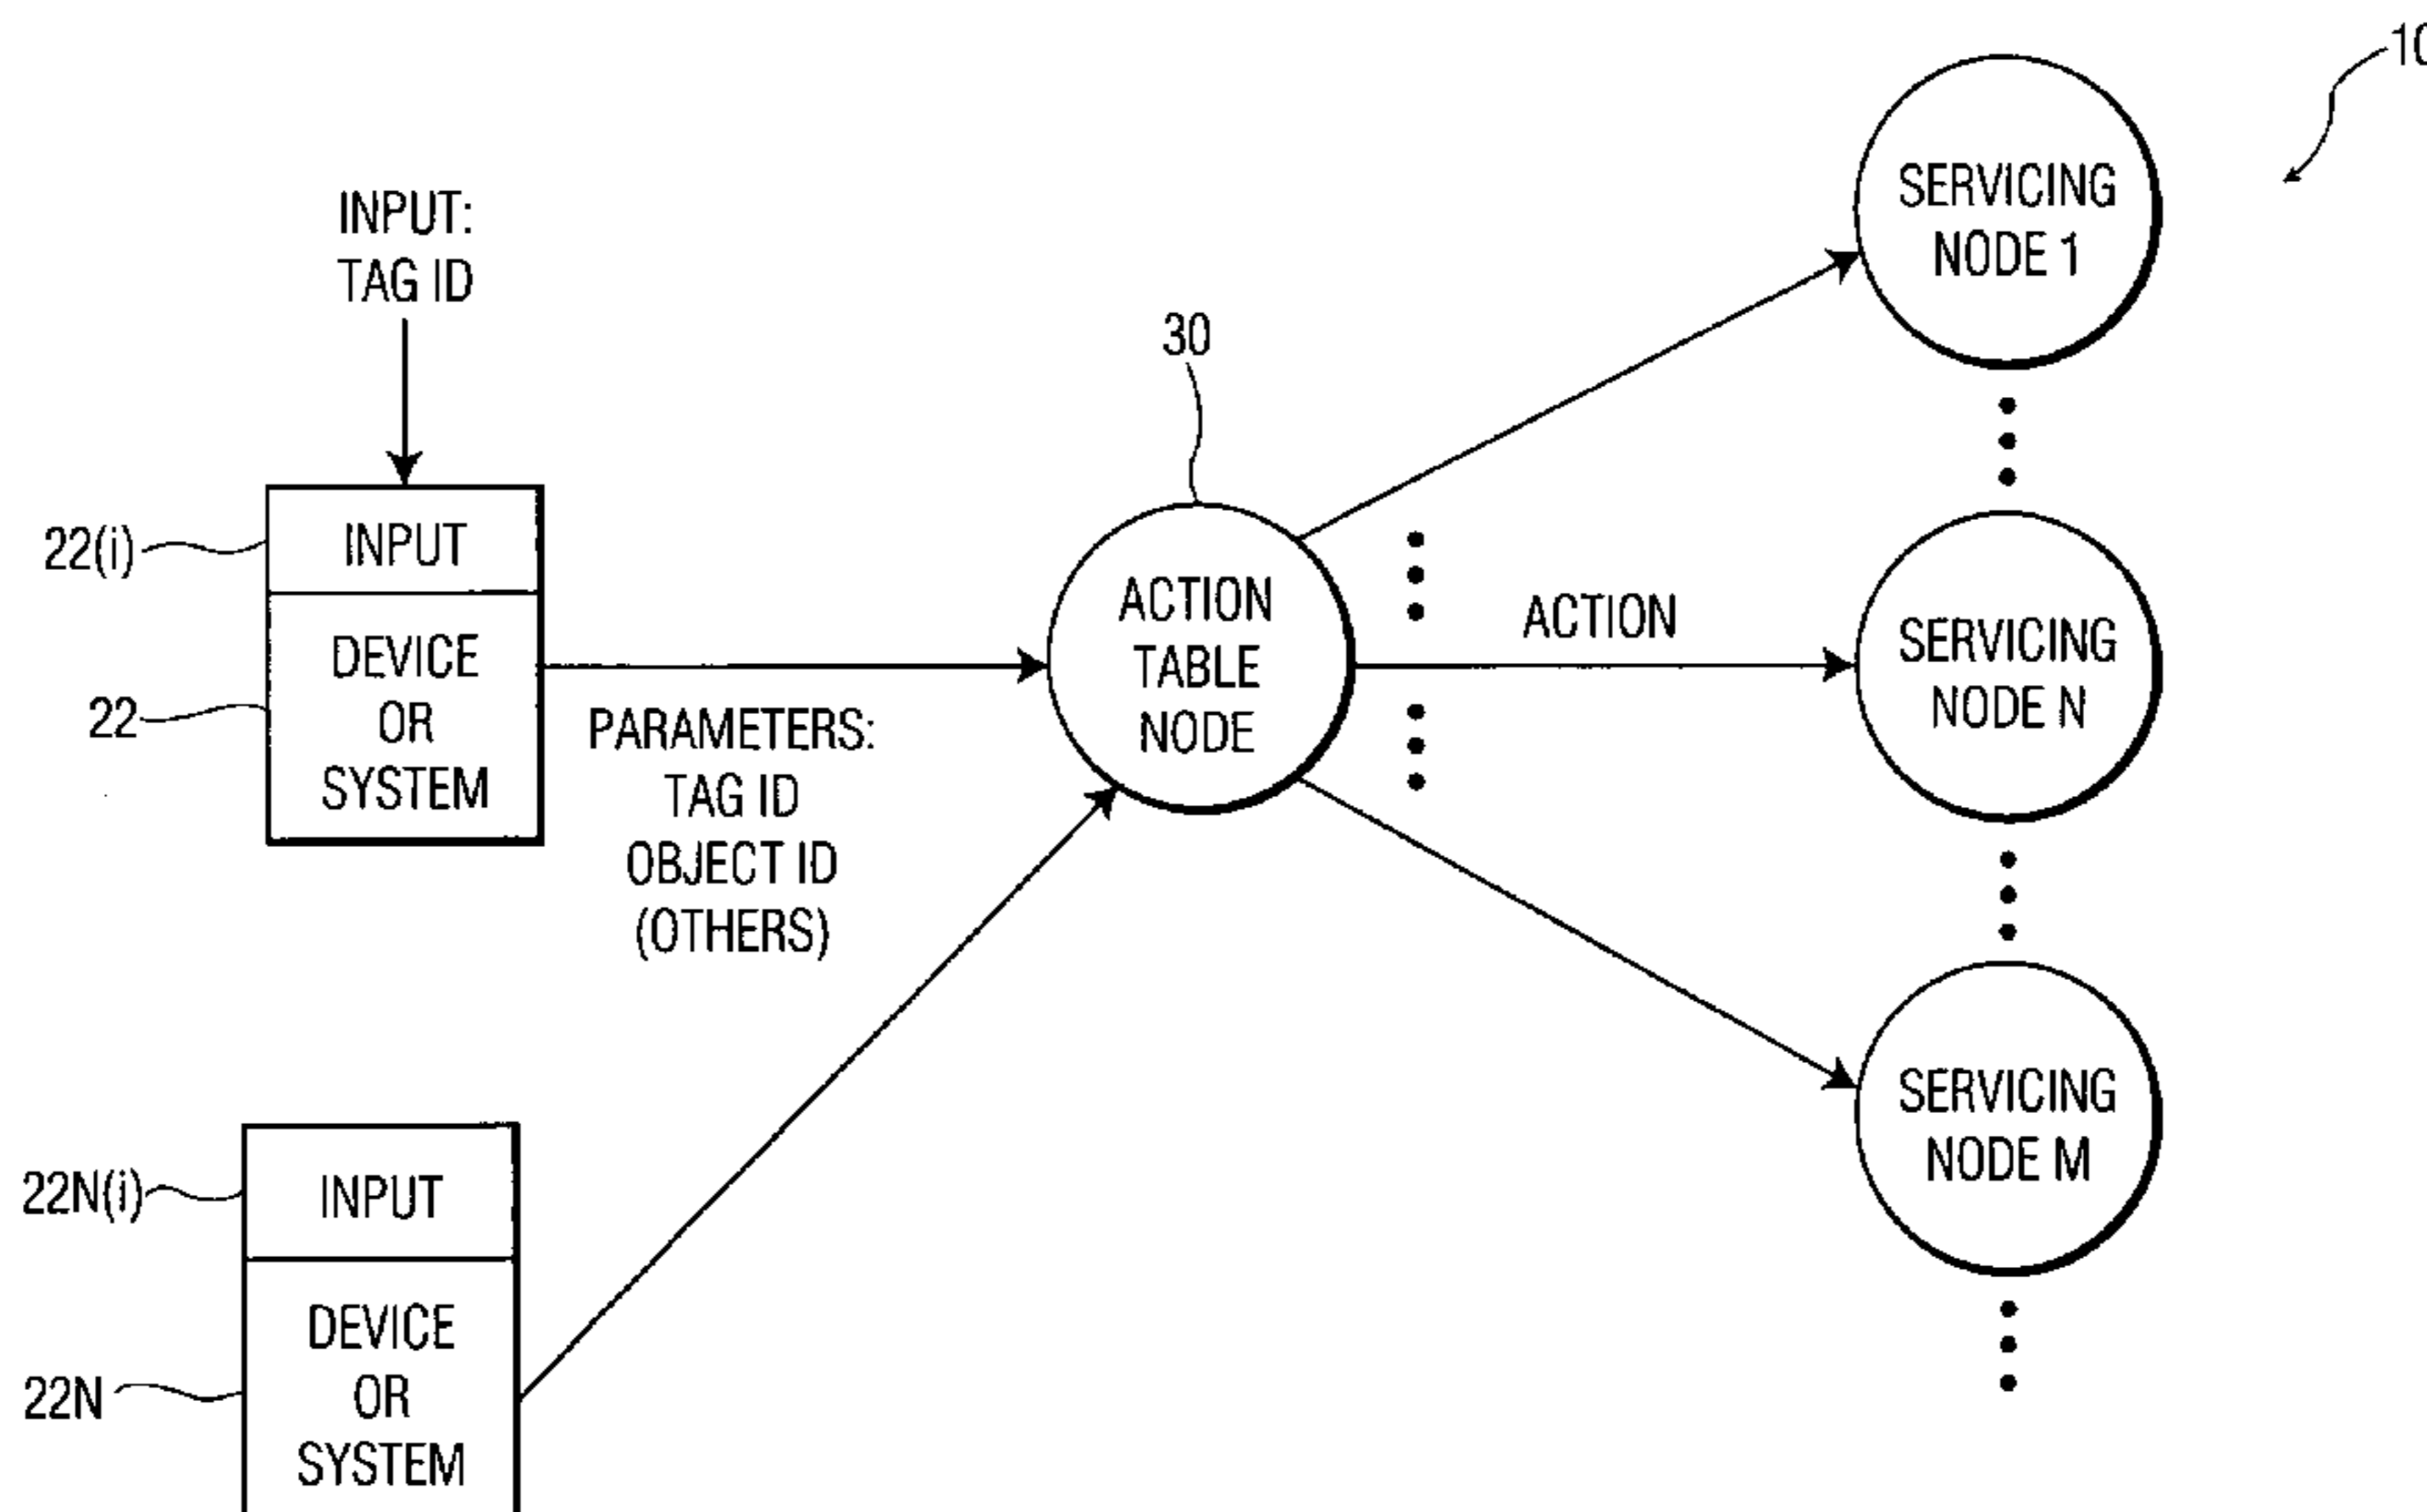 10
SERVICING
NODE 1
INPUT:
TAG ID
30
22(i)
INPUT
DEVICE
OR
SYSTEM
22
PARAMETERS:
TAG ID
OBJECT ID
(OTHERS)
ACTION
TABLE
NODE
ACTION
SERVICING
NODE N
SERVICING
NODE M
22N(i)
INPUT
22N
DEVICE
OR
SYSTEM